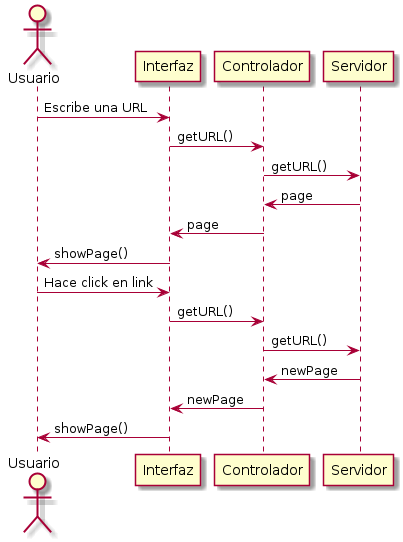 Usuario
Interfaz
Controlador
Servidor
Escribe una URL
getURL()
getURL()
page
page
showPage()
Hace click en link
getURL()
getURL()
newPage
newPage
showPage()
Usuario
Interfaz
Controlador
Servidor